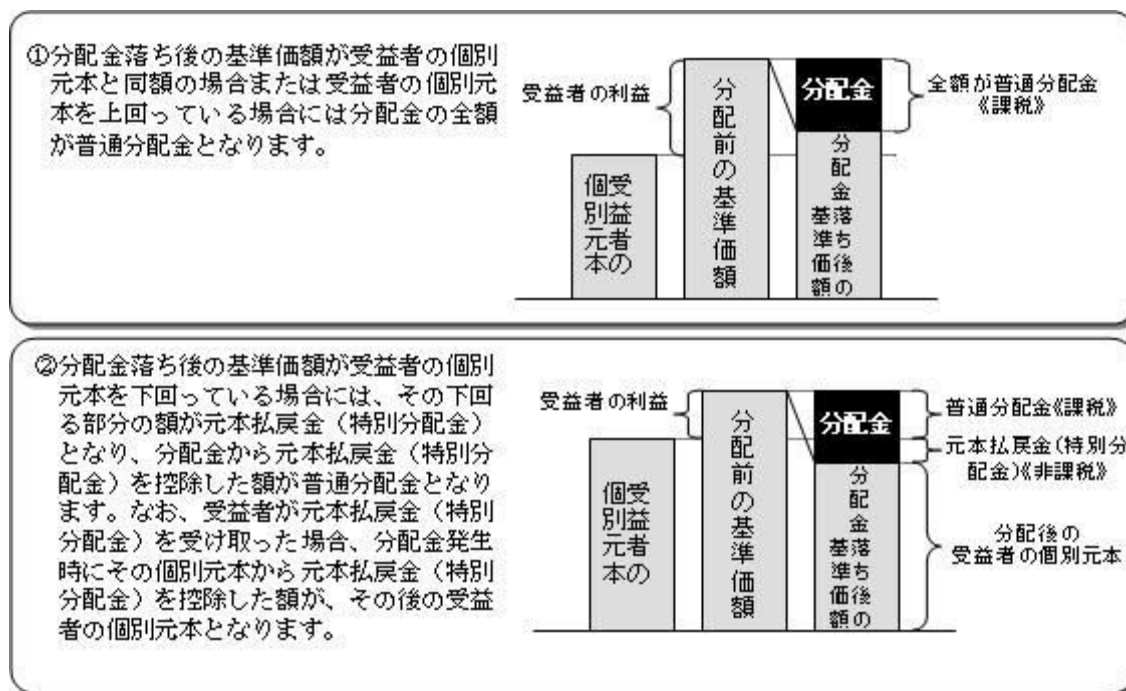 ①分配金落ち後の基準価額が受益者の個別
元本と同額の場合または受益者の個別元
本を上回っている場合には分配金の全額
が普通分配金となります。
受益者の利益
個別元本
受益者の
分配前の基準価額
分配金
分配金落ち後の
基準価額
全額が普通分配金
《課税》
②分配金落ち後の基準価額が受益者の個別
元本を下回っている場合には、その下回
る部分の額が元本払戻金（特別分配金）
となり、分配金から元本払戻金（特別分
配金）を控除した額が普通分配金となり
ます。なお、受益者が元本払戻金（特別
分配金）を受け取った場合、分配金発生
時にその個別元本から元本払戻金（特別
分配金）を控除した額が、その後の受益
者の個別元本となります。
受益者の利益
受益者の
個別元本
分配前の基準価額
分配金
分配金落ち後の
基準価額
普通分配金《課税》
元本払戻金（特別分
配金）《非課税》
分配後の
受益者の個別元本